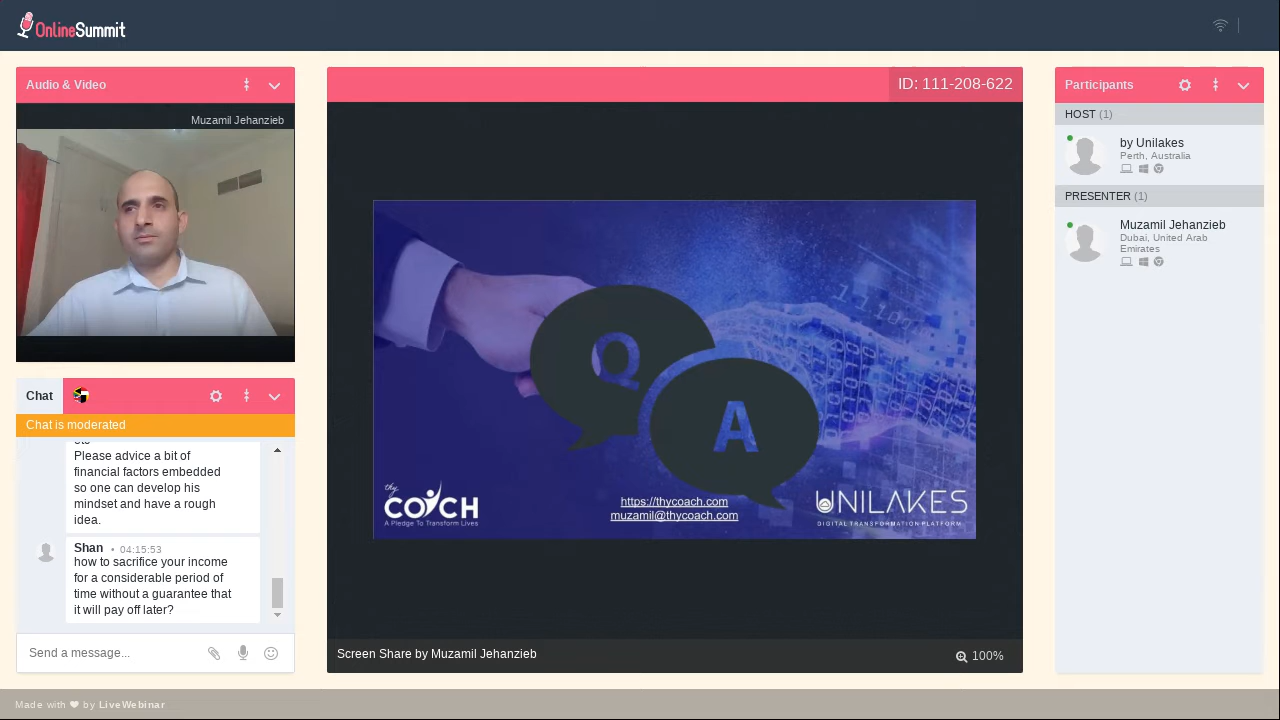 OnlineSummit
Audio & Video
Muzamil Jehanzieb
Chat
Chat is moderated
etc
Please advice a bit of
financial factors embedded
so one can develop his
mindset and have a rough
idea.
Shan • 04:15:53
how to sacrifice your income
for a considerable period of
time without a guarantee that
it will pay off later?
Send a message...
ID: 111-208-622
Q
A
thy
COACH
A Pledge To Transform Lives
https://thycoach.com
muzamil@thycoach.com
UNILAKES
DIGITAL TRANSFORMATION PLATFORM
Screen Share by Muzamil Jehanzieb
100%
Participants
HOST (1)
by Unilakes
Perth, Australia
PRESENTER (1)
Muzamil Jehanzieb
Dubai, United Arab
Emirates
Made with ❤ by LiveWebinar